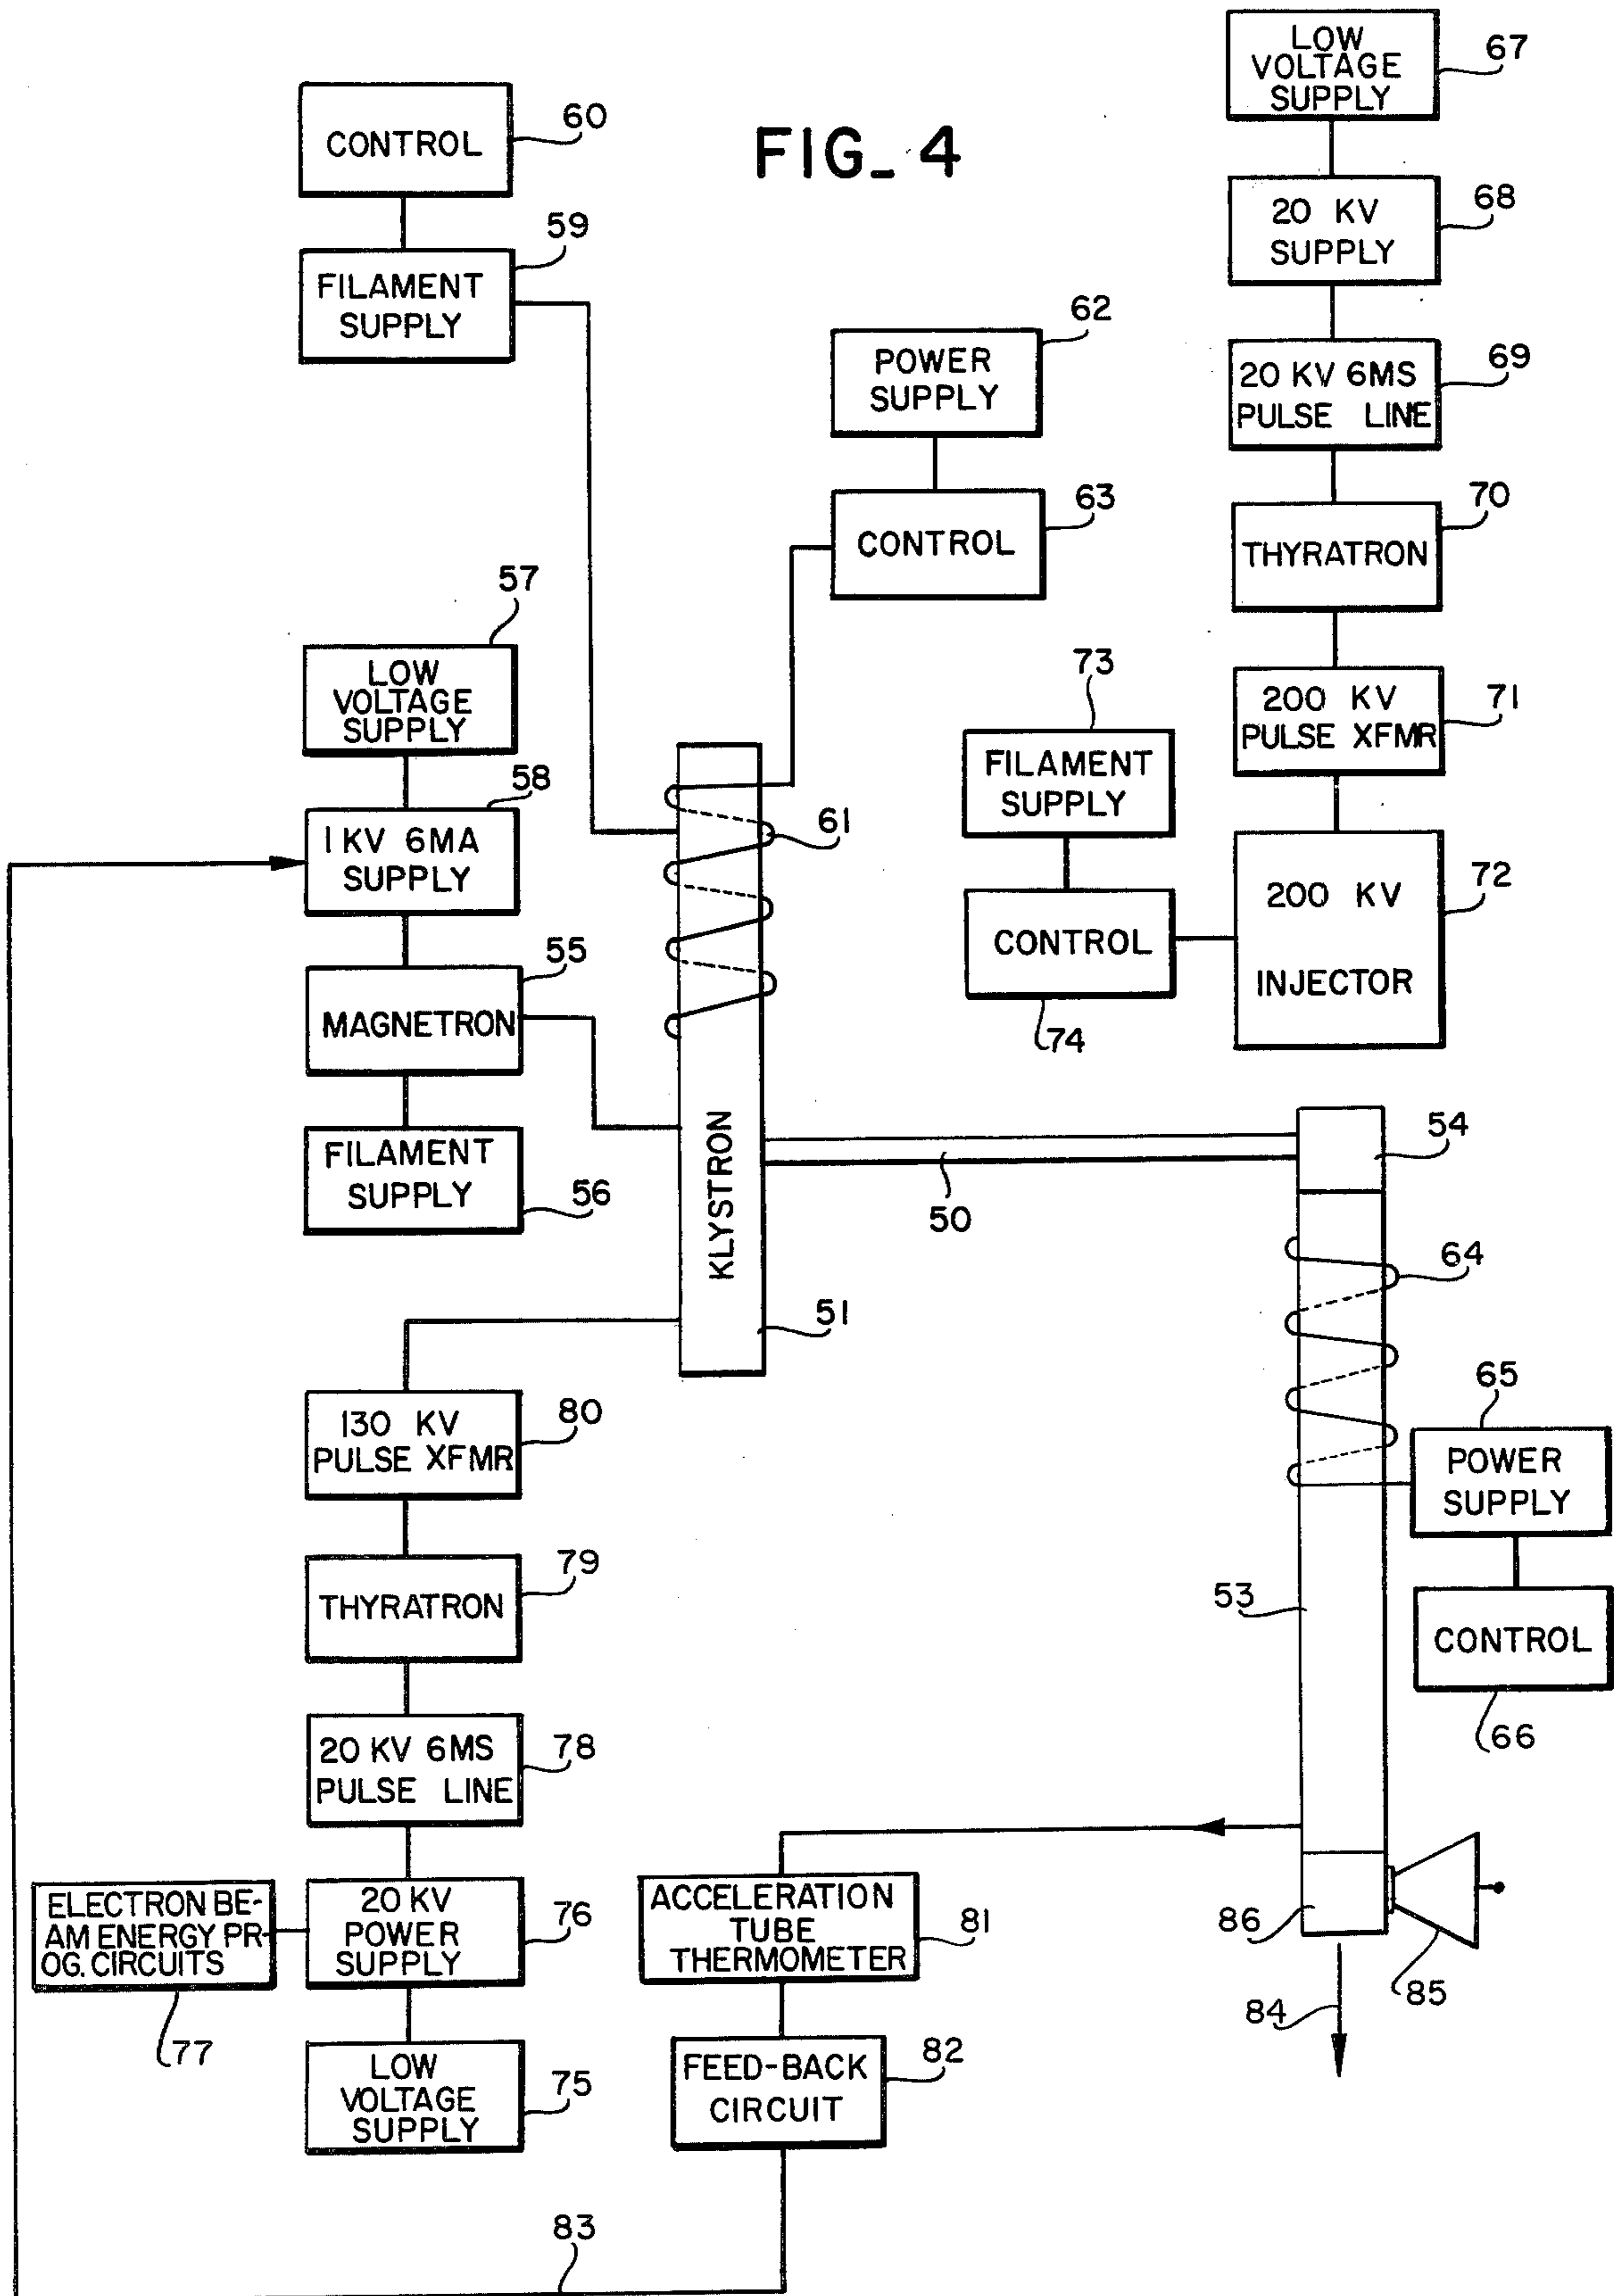 FIG_ 4
60
CONTROL
59
FILAMENT
SUPPLY
67
LOW
VOLTAGE
SUPPLY
68
20 KV
SUPPLY
69
20 KV 6MS
PULSE LINE
70
THYRATRON
71
200 KV
PULSE XFMR
72
200 KV
INJECTOR
62
POWER
SUPPLY
63
CONTROL
73
FILAMENT
SUPPLY
CONTROL
74
57
LOW
VOLTAGE
SUPPLY
58
1 KV 6MA
SUPPLY
55
MAGNETRON
FILAMENT
SUPPLY
56
61
KLYSTRON
51
50
54
64
65
POWER
SUPPLY
53
CONTROL
66
130 KV
PULSE XFMR
80
THYRATRON
79
20 KV 6MS
PULSE LINE
78
20 KV
POWER
SUPPLY
76
ELECTRON BE-
AM ENERGY PR-
OG. CIRCUITS
77
LOW
VOLTAGE
SUPPLY
75
ACCELERATION
TUBE
THERMOMETER
81
FEED-BACK
CIRCUIT
82
86
85
84
83